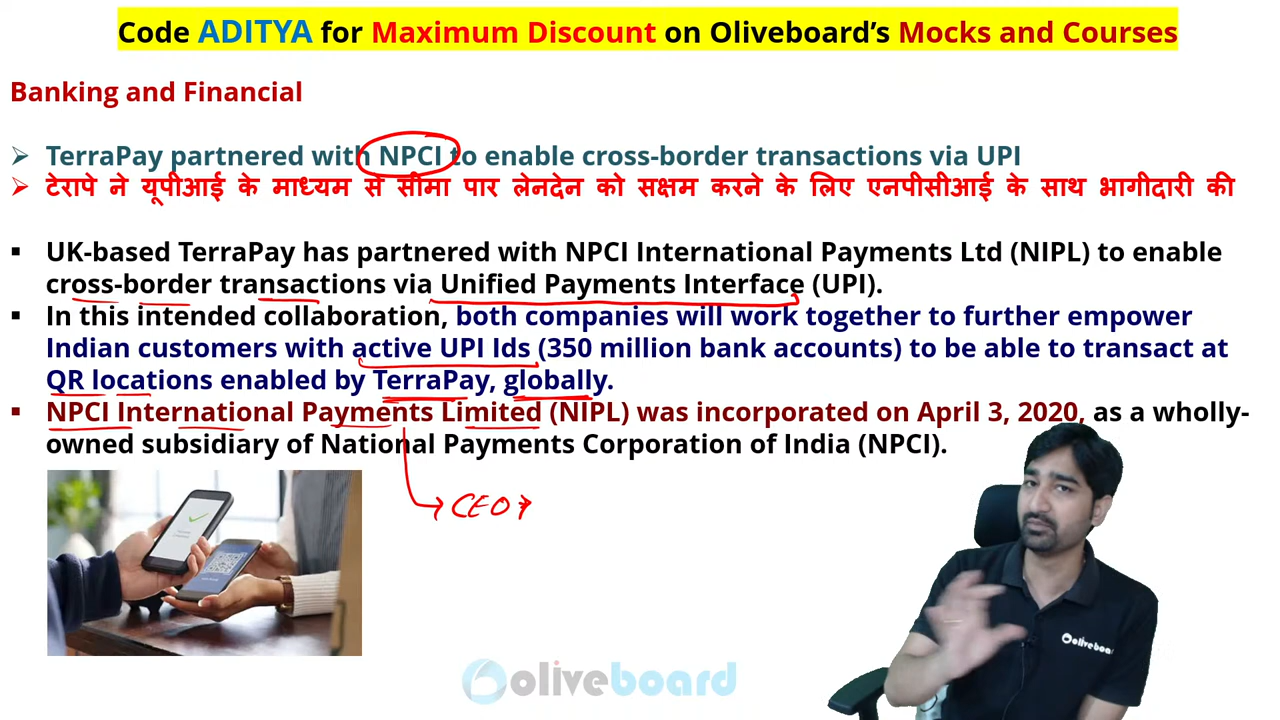 Code ADITYA for Maximum Discount on Oliveboard’s Mocks and Courses
Banking and Financial
➢ TerraPay partnered with NPCI to enable cross-border transactions via UPI
➢ टेरापे ने यूपीआई के माध्यम से सीमा पार लेनदेन को सक्षम करने के लिए एनपीसीआई के साथ भागीदारी की
▪ UK-based TerraPay has partnered with NPCI International Payments Ltd (NIPL) to enable
cross-border transactions via Unified Payments Interface (UPI).
▪ In this intended collaboration, both companies will work together to further empower
Indian customers with active UPI Ids (350 million bank accounts) to be able to transact at
QR locations enabled by TerraPay, globally.
▪ NPCI International Payments Limited (NIPL) was incorporated on April 3, 2020, as a wholly-
owned subsidiary of National Payments Corporation of India (NPCI).
→ CEO →
oliveboard
oliveboard